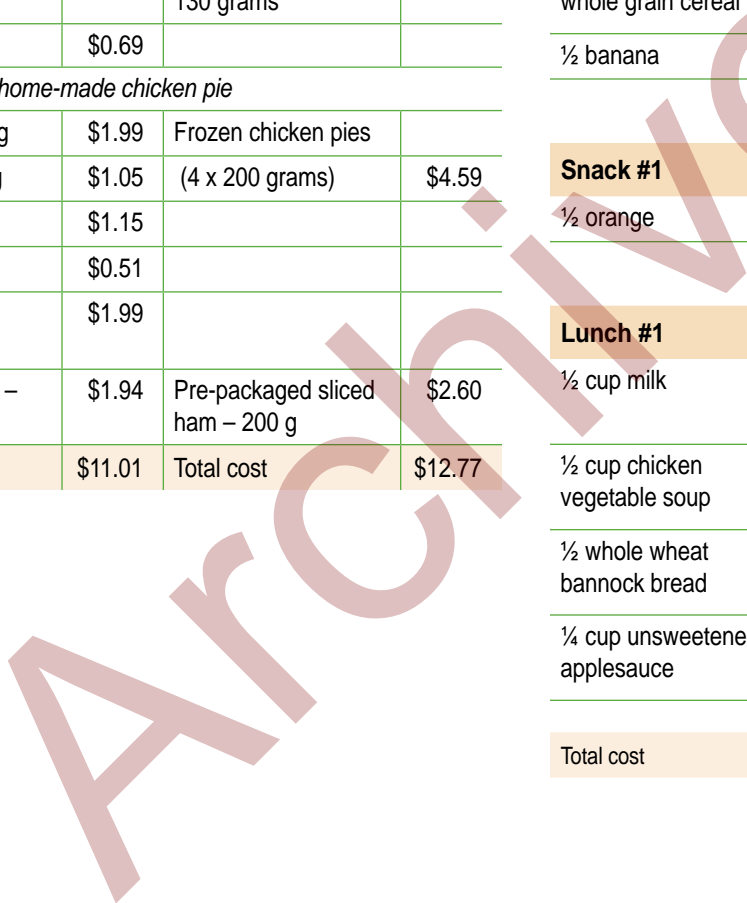 130 grams
$0.69
home-made chicken pie
g $1.99 Frozen chicken pies
$1.05 (4 x 200 grams) $4.59
$1.15
$0.51
$1.99
– $1.94 Pre-packaged sliced $2.60
ham – 200 g
$11.01 Total cost $12.77
whole grain cereal
½ banana
Snack #1
½ orange
Lunch #1
½ cup milk
½ cup chicken
vegetable soup
½ whole wheat
bannock bread
¼ cup unsweetene
applesauce
Total cost
Archive